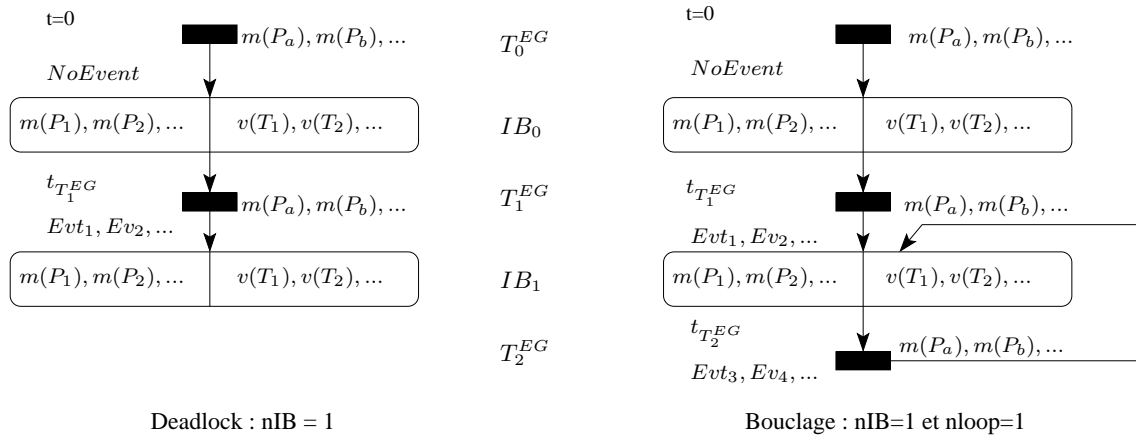 t=0
m(P_a), m(P_b), ...
T_0^{EG}
NoEvent
m(P_1), m(P_2), ...
v(T_1), v(T_2), ...
IB_0
t_{T_1^{EG}}
m(P_a), m(P_b), ...
T_1^{EG}
Evt_1, Ev_2, ...
m(P_1), m(P_2), ...
v(T_1), v(T_2), ...
IB_1
T_2^{EG}
Deadlock : nIB = 1
t=0
m(P_a), m(P_b), ...
NoEvent
m(P_1), m(P_2), ...
v(T_1), v(T_2), ...
t_{T_1^{EG}}
m(P_a), m(P_b), ...
Evt_1, Ev_2, ...
m(P_1), m(P_2), ...
v(T_1), v(T_2), ...
t_{T_2^{EG}}
m(P_a), m(P_b), ...
Evt_3, Ev_4, ...
Bouclage : nIB=1 et nloop=1